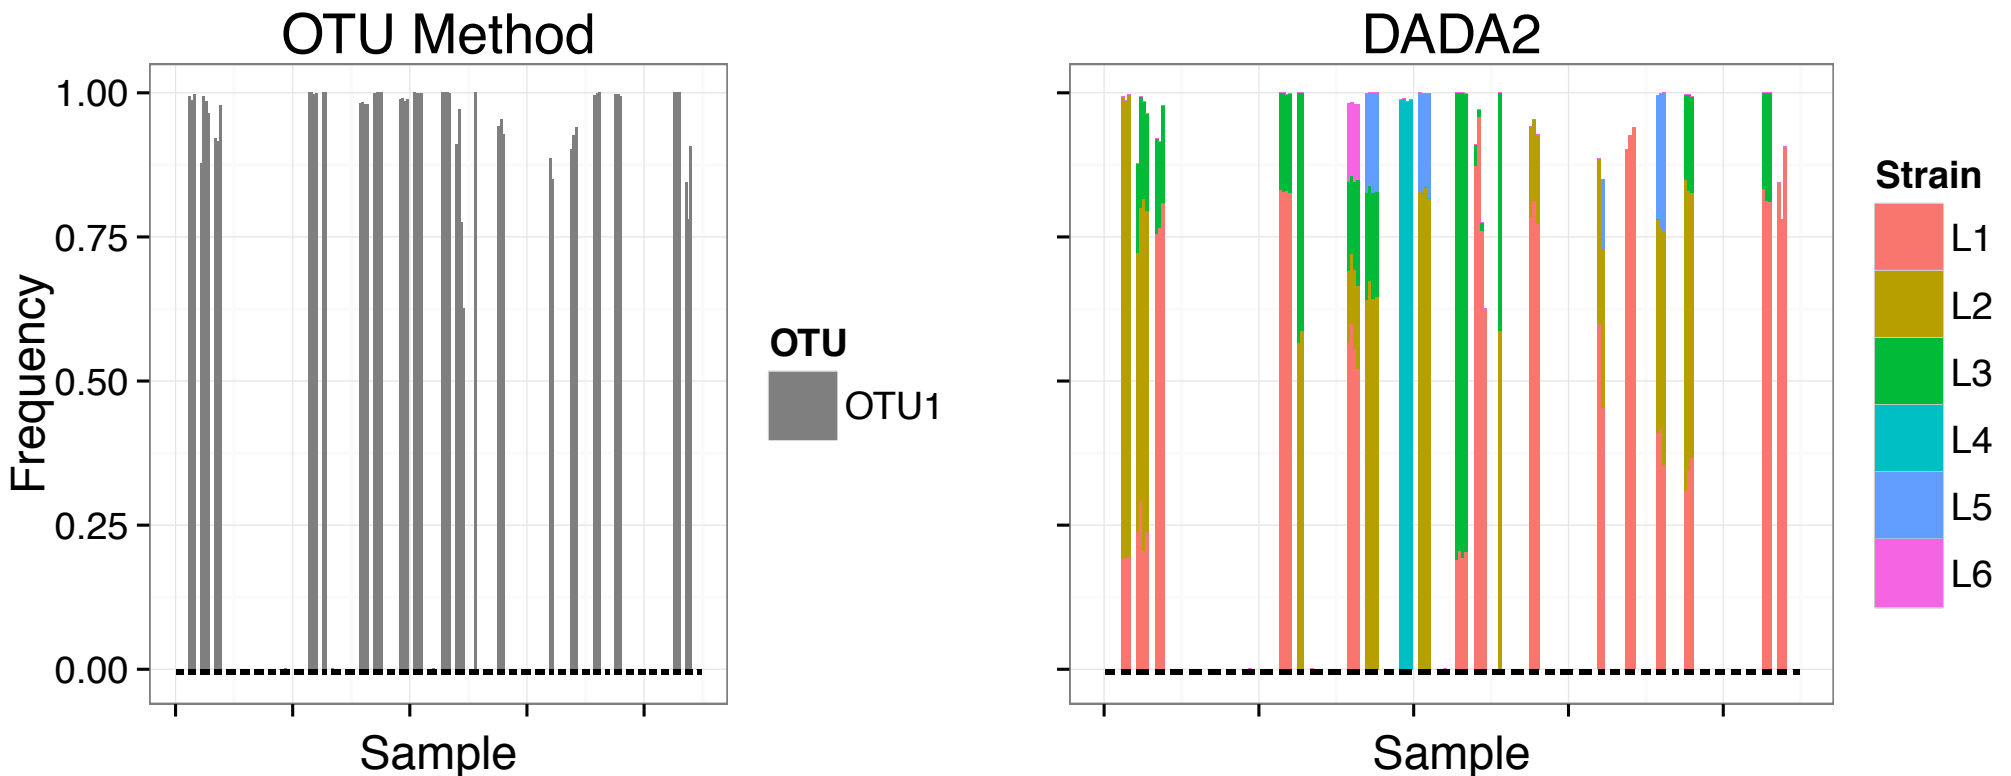 OTU Method
DADA2
Frequency
1.00
0.75
0.50
0.25
0.00
Sample
OTU
OTU1
Sample
Strain
L1
L2
L3
L4
L5
L6